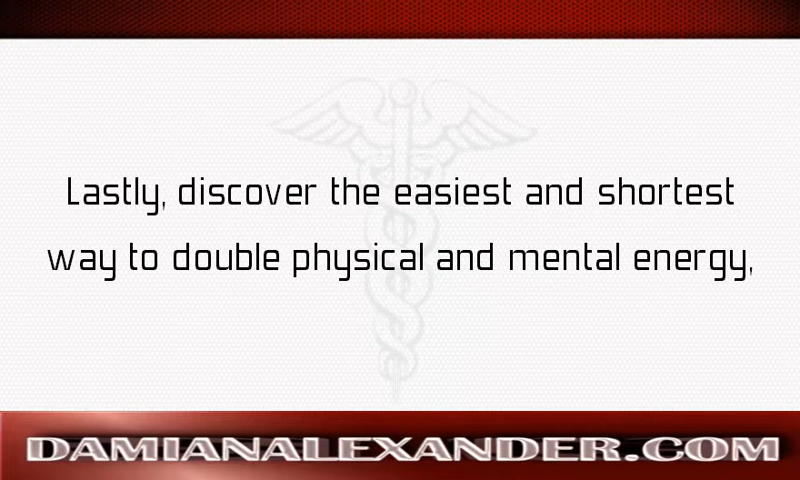 Lastly, discover the easiest and shortest
way to double physical and mental energy,
DAMIANALEXANDER.COM